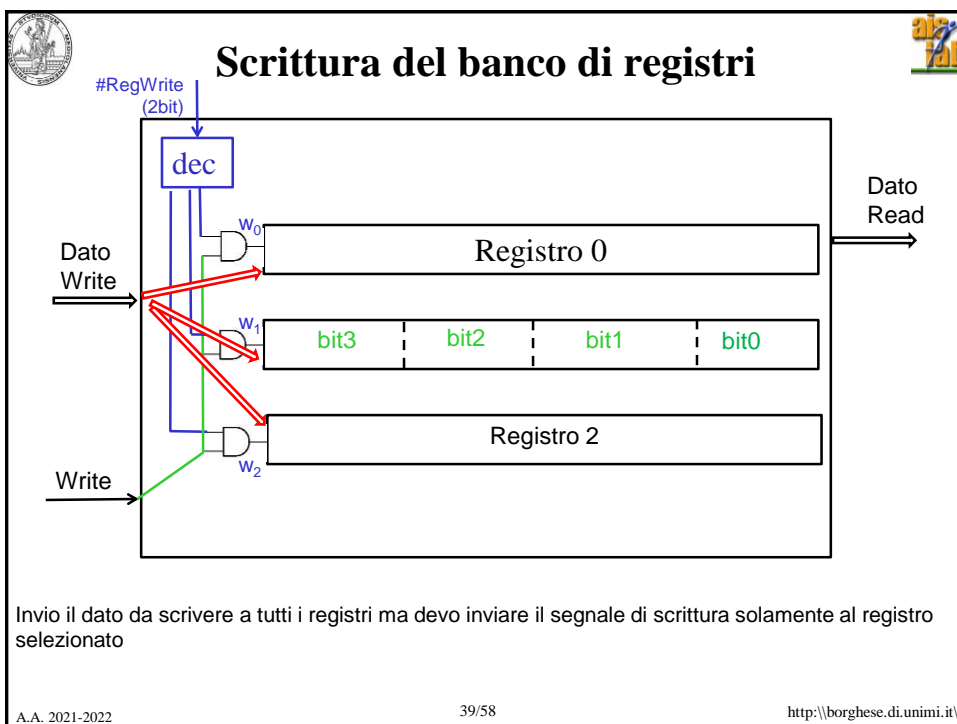 Scrittura del banco di registri
#RegWrite
(2bit)
dec
Dato
Read
w0
Registro 0
Dato
Write
w1
bit3 bit2 bit1 bit0
Registro 2
w2
Write
Invio il dato da scrivere a tutti i registri ma devo inviare il segnale di scrittura solamente al registro
selezionato
A.A. 2021-2022
39/58
http:\\borghese.di.unimi.it\